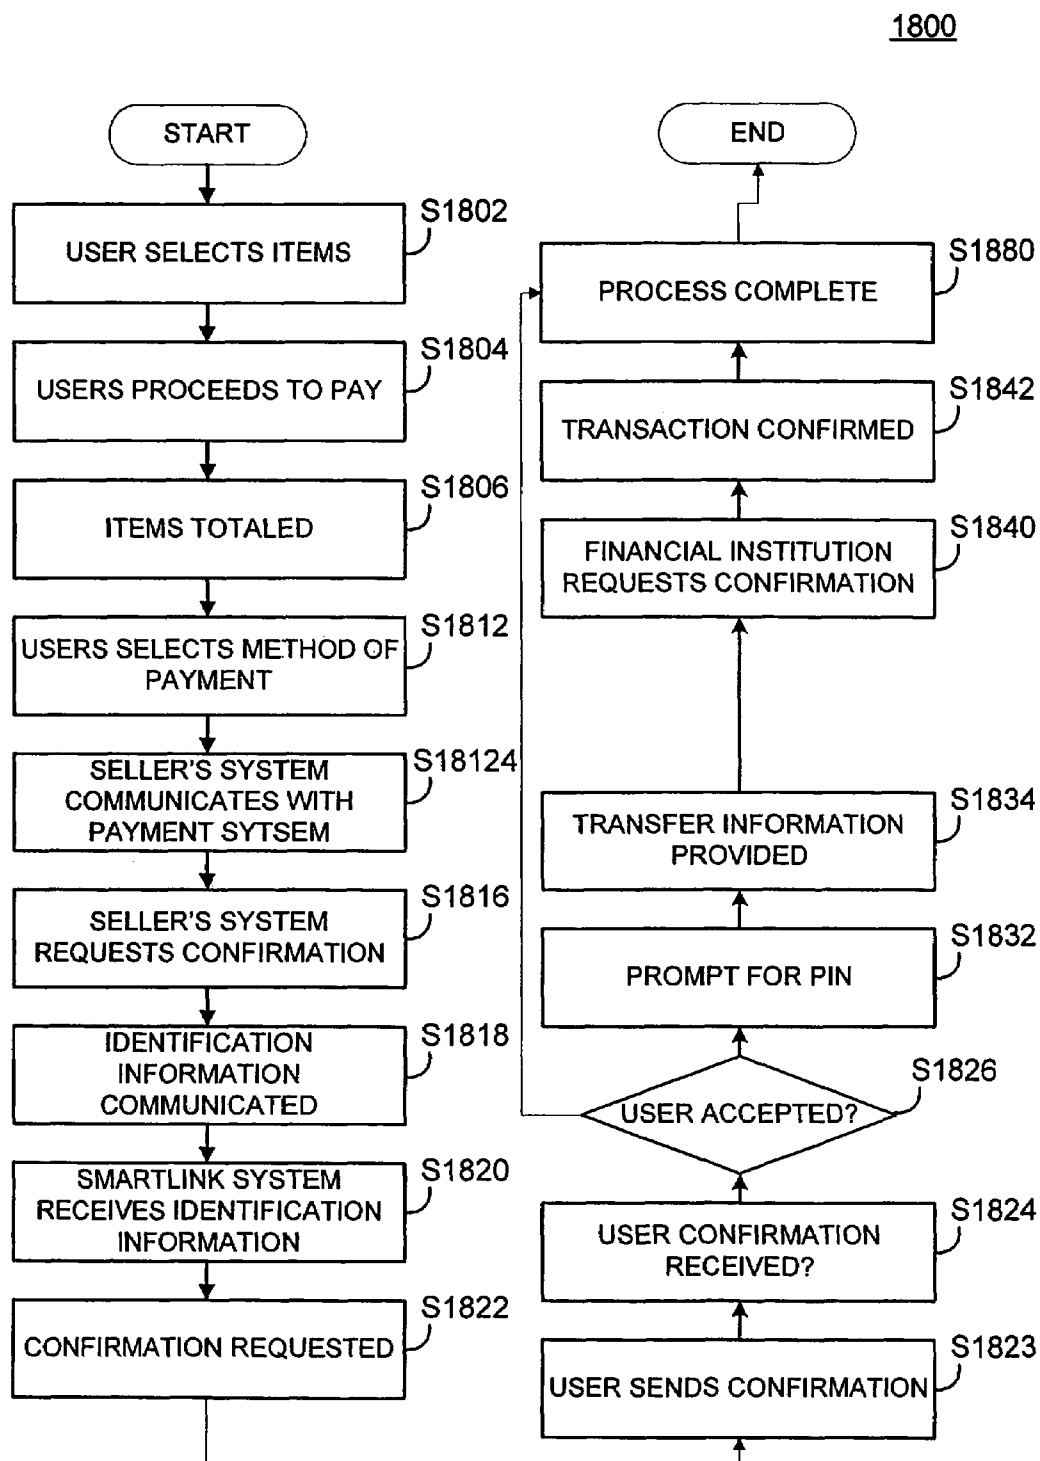 1800
START
S1802
USER SELECTS ITEMS
S1804
USERS PROCEEDS TO PAY
S1806
ITEMS TOTALED
S1812
USERS SELECTS METHOD OF
PAYMENT
S18124
SELLER'S SYSTEM
COMMUNICATES WITH
PAYMENT SYTSEM
S1816
SELLER'S SYSTEM
REQUESTS CONFIRMATION
S1818
IDENTIFICATION
INFORMATION
COMMUNICATED
S1820
SMARTLINK SYSTEM
RECEIVES IDENTIFICATION
INFORMATION
S1822
CONFIRMATION REQUESTED
END
S1880
PROCESS COMPLETE
S1842
TRANSACTION CONFIRMED
S1840
FINANCIAL INSTITUTION
REQUESTS CONFIRMATION
S1834
TRANSFER INFORMATION
PROVIDED
S1832
PROMPT FOR PIN
S1826
USER ACCEPTED?
S1824
USER CONFIRMATION
RECEIVED?
S1823
USER SENDS CONFIRMATION